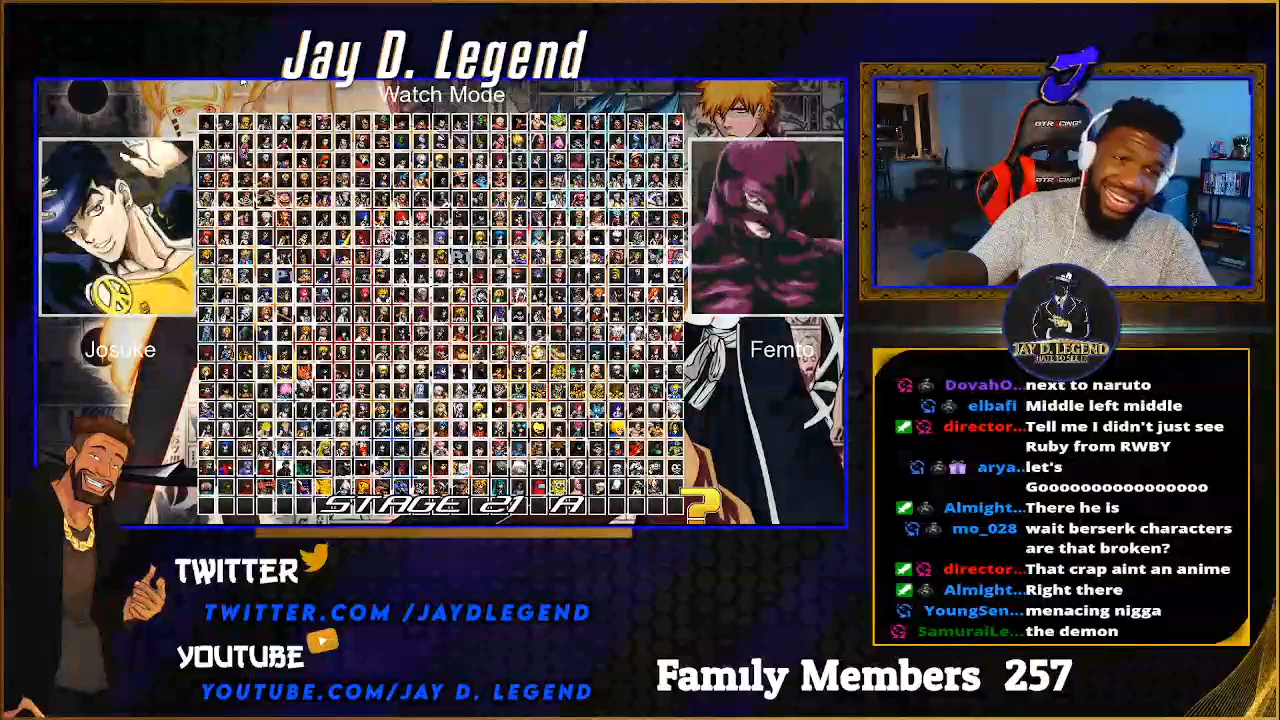 Jay D. Legend
Watch Mode
Josuke
Femto
STAGE 21 A
?
GTRACING
GTRACING
JAY D. LEGEND
DovahO... next to naruto
elbafi Middle left middle
director... Tell me I didn't just see
Ruby from RWBY
arya.. let's
Gooooooooooooooo
Almight... There he is
mo_028 wait berserk characters
are that broken?
director... That crap aint an anime
Almight... Right there
YoungSen... menacing nigga
SamuraiLe... the demon
TWITTER
TWITTER.COM /JAYDLEGEND
YOUTUBE
YOUTUBE.COM/JAY D. LEGEND
Family Members 257